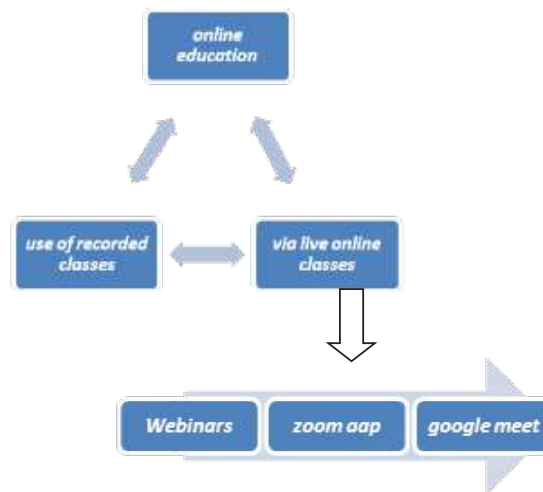 online
education
use of recorded
classes
via live online
classes
Webinars
zoom aap
google meet